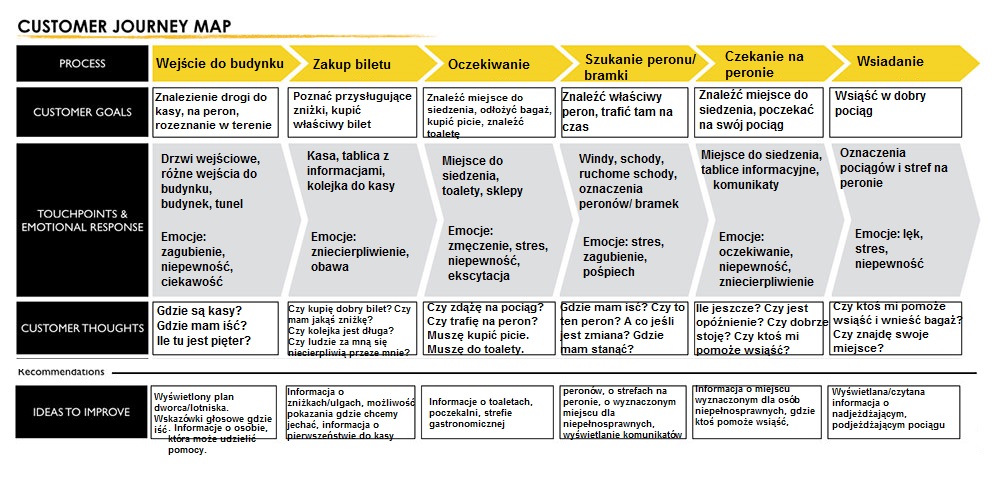 CUSTOMER JOURNEY MAP
PROCESS
Wejście do budynku
Zakup biletu
Oczekiwanie
Szukanie peronu/
bramki
Czekanie na
peronie
Wsiadanie
CUSTOMER GOALS
Znalezienie drogi do
kasy, na peron,
rozeznanie w terenie
Poznać przysługujące
zniżki, kupić
właściwy bilet
Znaleźć miejsce do
siedzenia, odłożyć bagaż,
kupić picie, znaleźć
toaletę
Znaleźć właściwy
peron, trafić tam na
czas
Znaleźć miejsce do
siedzenia, poczekać
na swój pociąg
Wsiąść w dobry
pociąg
TOUCHPOINTS &
EMOTIONAL RESPONSE
Drzwi wejściowe,
różne wejścia do
budynku,
budynek, tunel
Emocje:
zagubienie,
niepewność,
ciekawość
Kasa, tablica z
informacjami,
kolejka do kasy
Emocje:
zniecierpliwienie,
obawa
Miejsce do
siedzenia,
toalety, sklepy
Emocje:
zmęczenie, stres,
niepewność,
ekscytacja
Windy, schody,
ruchome schody,
oznaczenia
peronów/ bramek
Emocje: stres,
zagubienie,
pośpiech
Miejsce do siedzenia,
tablice informacyjne,
komunikaty
Emocje:
oczekiwanie,
niepewność,
zniecierpliwienie
Oznaczenia
pociągów i stref na
peronie
Emocje: lęk,
stres,
niepewność
CUSTOMER THOUGHTS
Gdzie są kasy?
Gdzie mam iść?
Ile tu jest pięter?
Czy kupię dobry bilet? Czy
mam jakąś zniżkę?
Czy kolejka jest długa?
Czy ludzie za mną się
niecierpliwią przeze mnie?
Czy zdążę na pociąg?
Czy trafię na peron?
Muszę kupić picie.
Muszę do toalety.
Gdzie mam iść? Czy to
ten peron? A co jeśli
jest zmiana? Gdzie
mam stanąć?
Ile jeszcze? Czy jest
opóźnienie? Czy dobrze
stoję? Czy ktoś mi
pomoże wsiąść?
Czy ktoś mi pomoże
wsiąść i wnieść bagaż?
Czy znajdę swoje
miejsce?
Recommendations
IDEAS TO IMPROVE
Wyświetlony plan
dworca/lotniska.
Wskazówki głosowe gdzie
iść. Informacje o osobie,
która może udzielić
pomocy.
Informacja o
zniżkach/ulgach, możliwość
pokazania gdzie chcemy
jechać, informacja o
pierwszeństwie do kasy
Informacje o toaletach,
poczekalni, strefie
gastronomicznej
peronów, o strefach na
peronie, o wyznaczonym
miejscu dla
niepełnosprawnych,
wyświetlanie komunikatów
Informacja o miejscu
wyznaczonym dla osób
niepełnosprawnych, gdzie
ktoś pomoże wsiąść,
Wyświetlana/czytana
informacja o
nadjeżdżającym,
podjeżdżającym pociągu